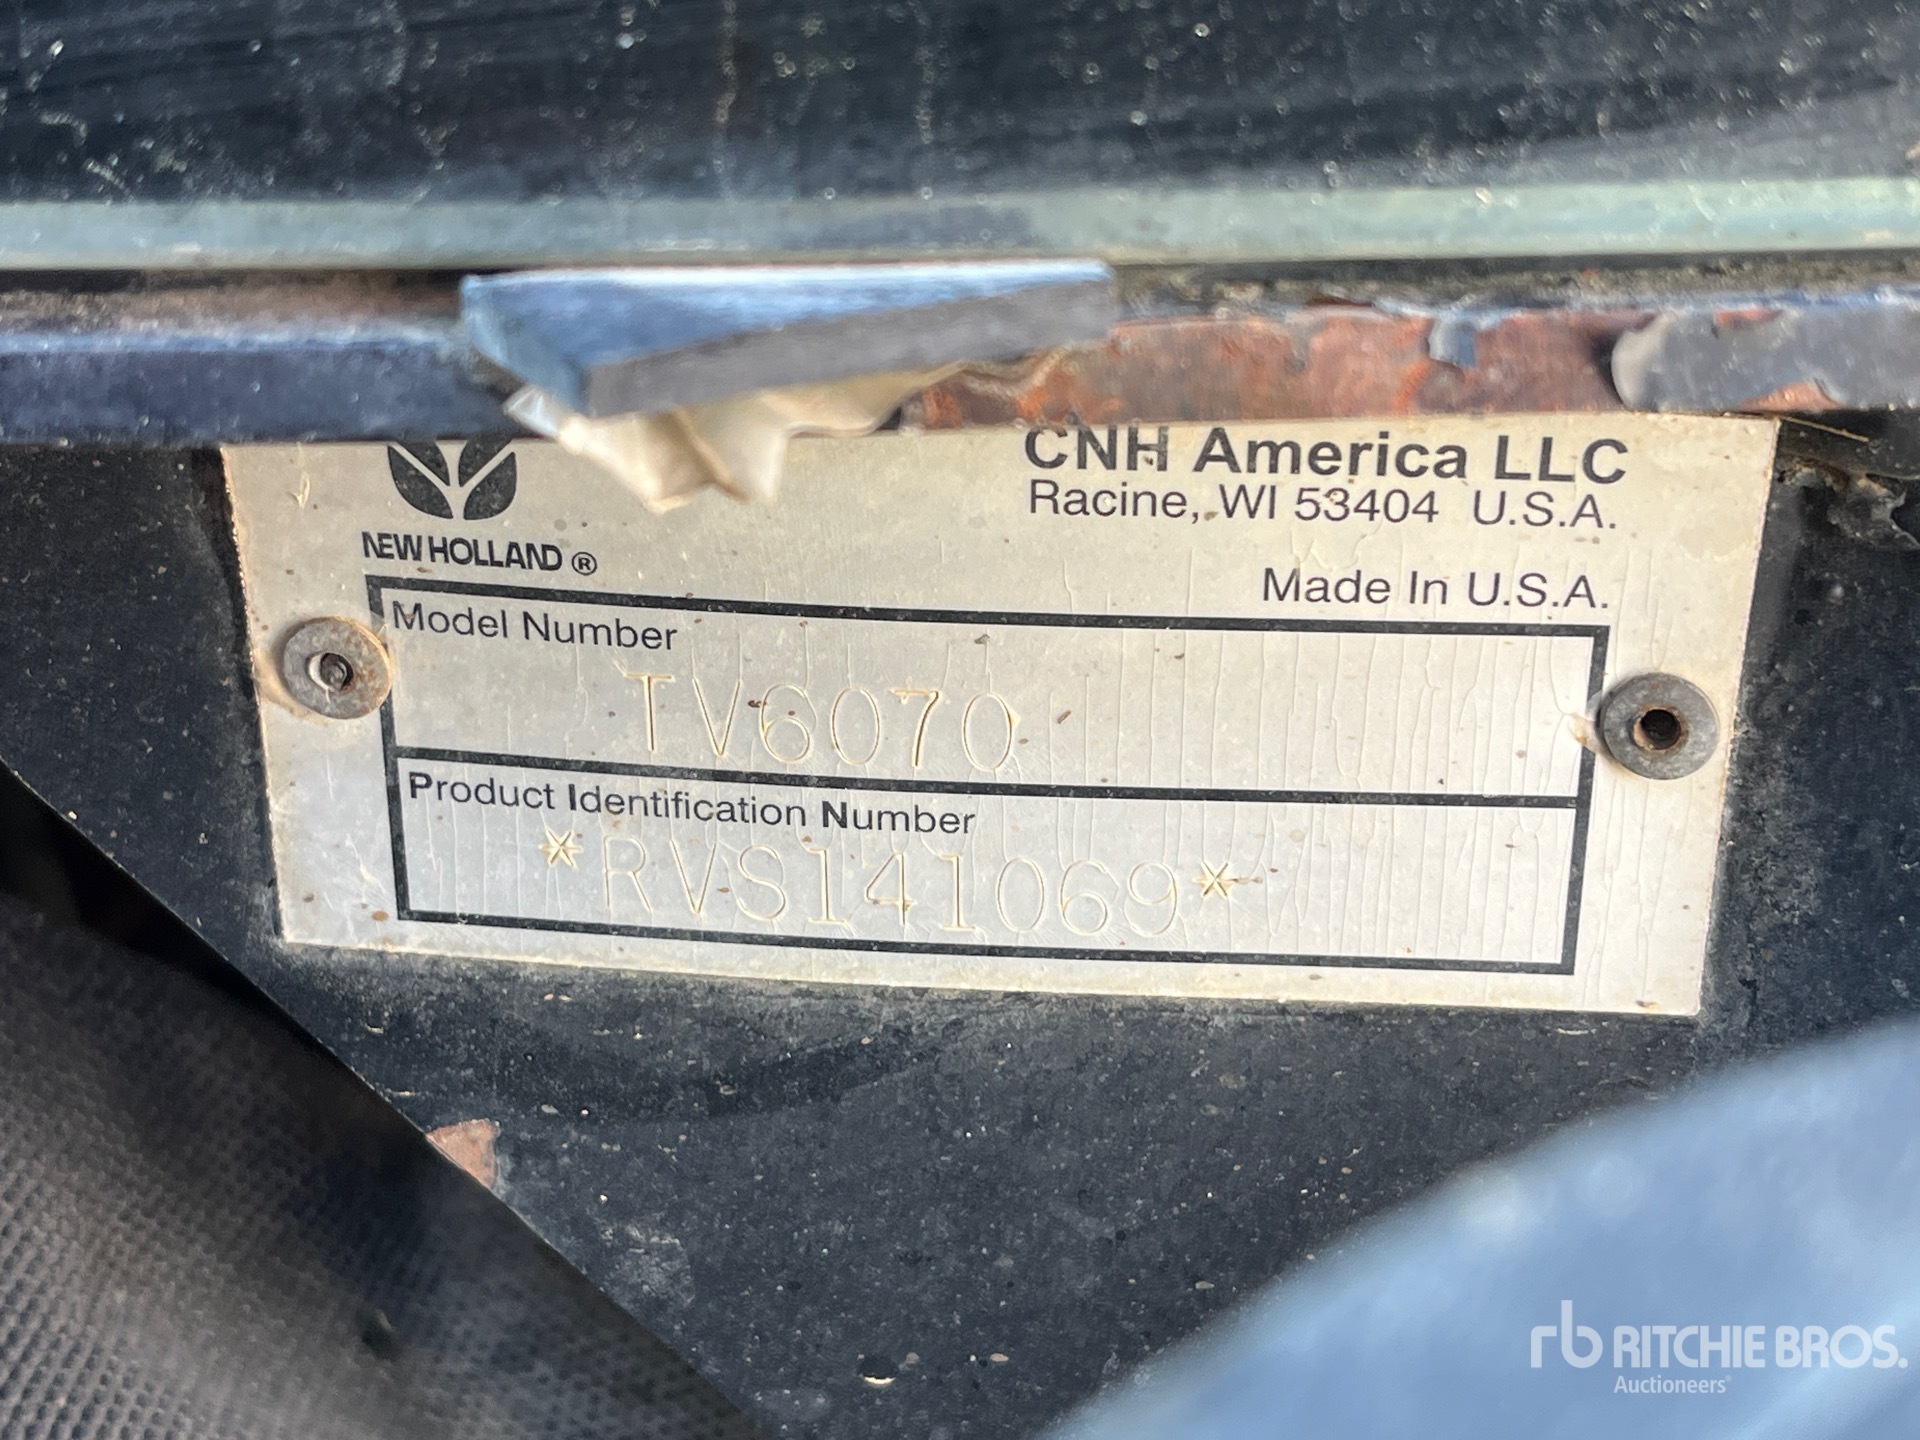 CNH America LLC
Racine, WI 53404 U.S.A.
NEW HOLLAND ®
Made In U.S.A.
Model Number
TV6070
Product Identification Number
*RVS141069*
rb RITCHIE BROS.
Auctioneers